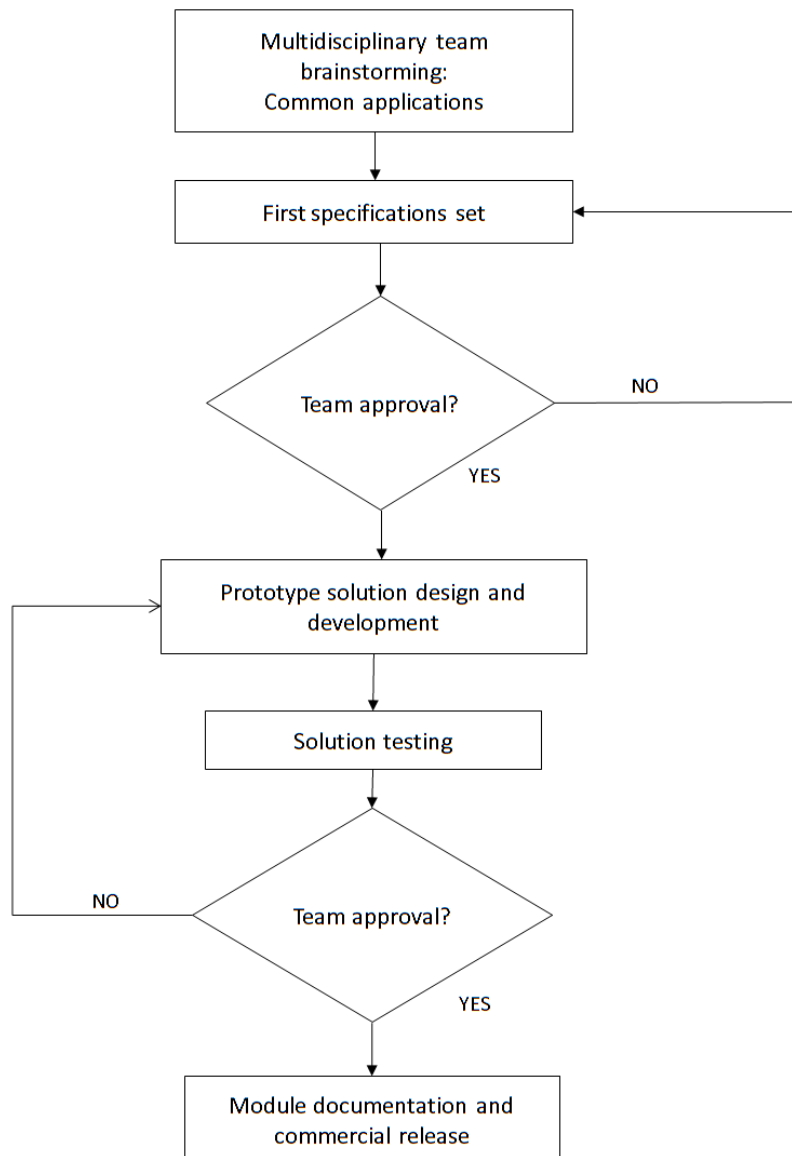 Multidisciplinary team
brainstorming:
Common applications
First specifications set
Team approval?
NO
YES
Prototype solution design and
development
Solution testing
Team approval?
NO
YES
Module documentation and
commercial release